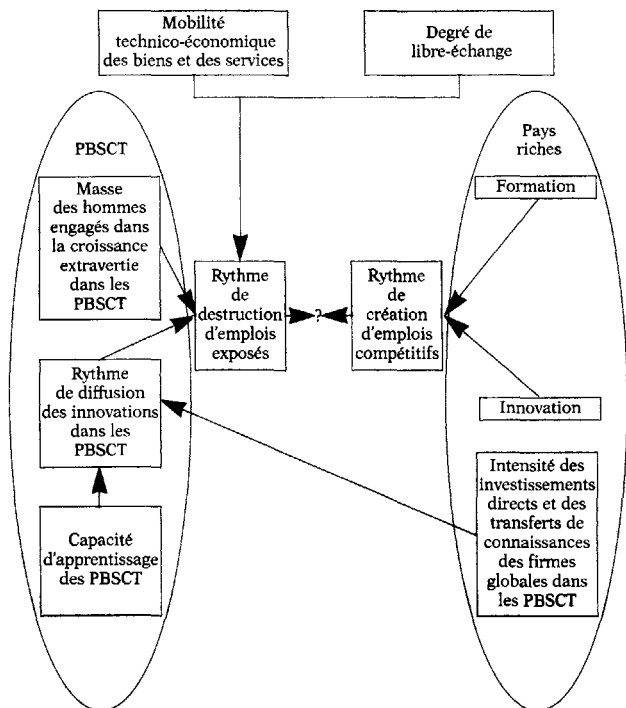 Mobilité
technico-économique
des biens et des services
Degré de
libre-échange
PBSCT
Masse
des hommes
engagés dans
la croissance
extravertie
dans les
PBSCT
Rythme
de diffusion
des innovations
dans les
PBSCT
Capacité
d'apprentissage
des PBSCT
Rythme
de
destruction
d'emplois
exposés
?
Rythme
de
création
d'emplois
compétitifs
Pays
riches
Formation
Innovation
Intensité des
investissements
directs et des
transferts de
connaissance
des firmes
globales dans
les PBSCT